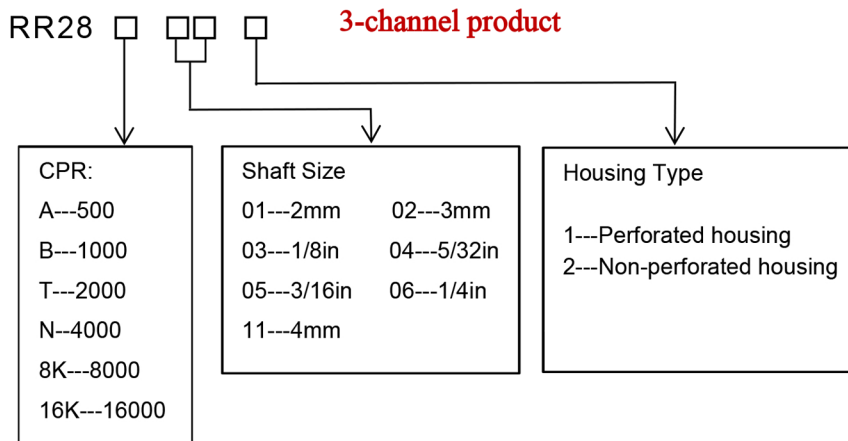 RR28 □ □□ □ 3-channel product
CPR:
A---500
B---1000
T---2000
N--4000
8K---8000
16K---16000
Shaft Size
01---2mm 02---3mm
03---1/8in 04---5/32in
05---3/16in 06---1/4in
11---4mm
Housing Type
1---Perforated housing
2---Non-perforated housing